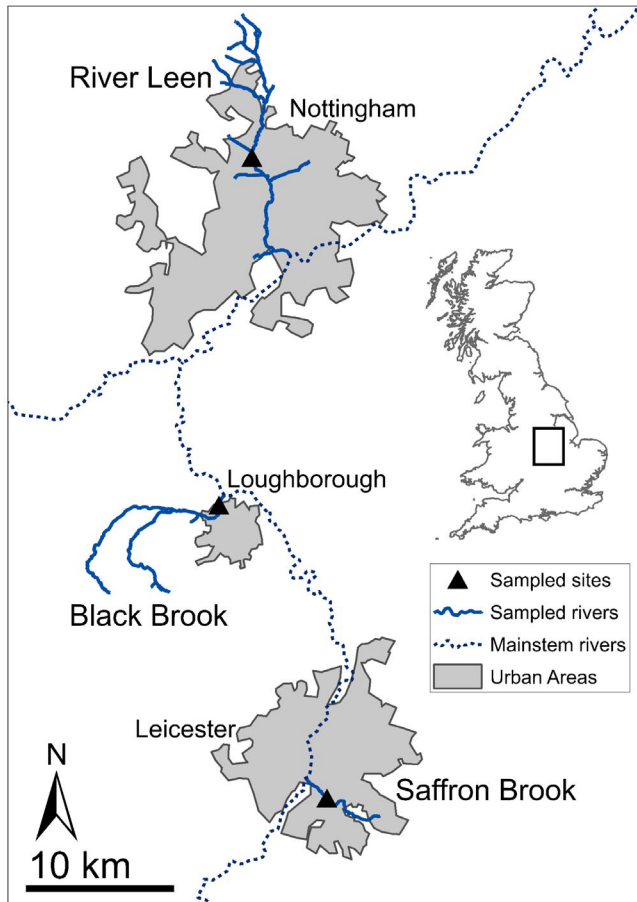 River Leen
Nottingham
Loughborough
Black Brook
Sampled sites
Sampled rivers
Mainstem rivers
Urban Areas
Leicester
Saffron Brook
N
10 km